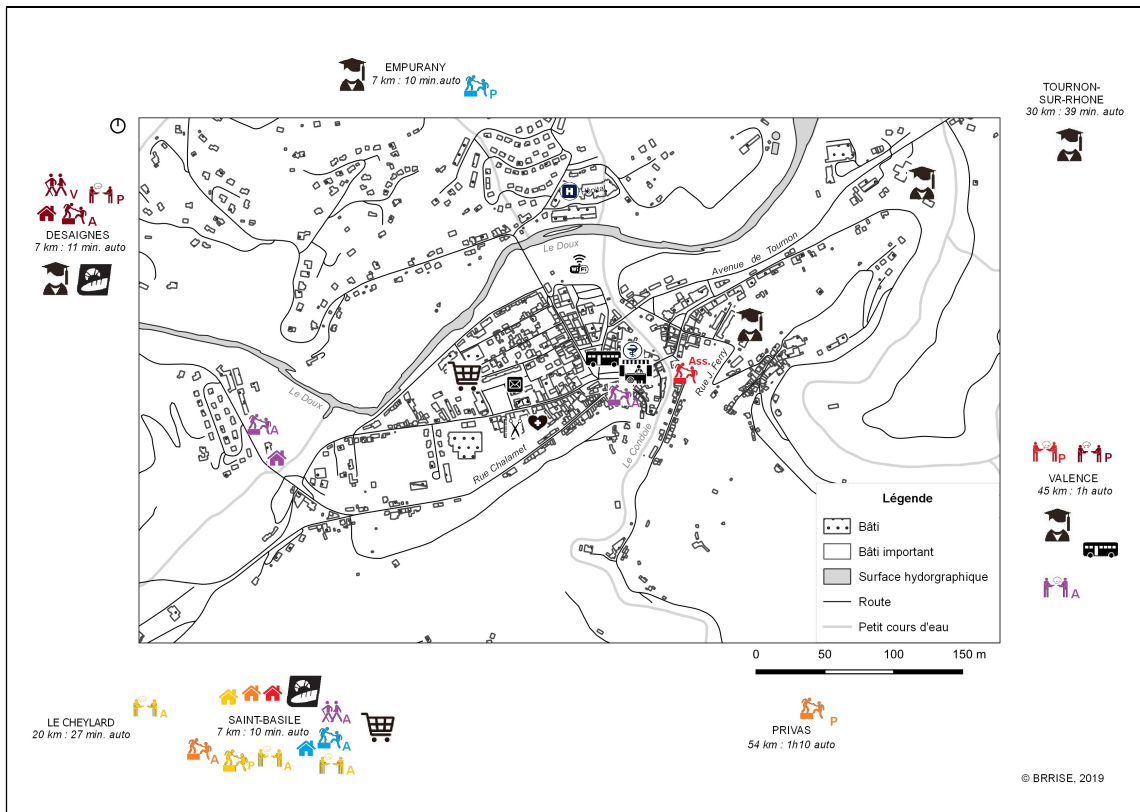 EMPURANY
7 km : 10 min.auto
P
TOURNON-
SUR-RHONE
30 km : 39 min. auto
V
P
A
DESAIGNES
7 km : 11 min. auto
H
Hôpital
Le Doux
WiFi
Avenue de Tournon
Ass.
Rue J. Ferry
A
Le Doux
A
Rue Chalamet
Le Condoie
P
P
VALENCE
45 km : 1h auto
A
Légende
Bâti
Bâti important
Surface hydorgraphique
Route
Petit cours d'eau
0 50 100 150 m
A
LE CHEYLARD
20 km : 27 min. auto
A
SAINT-BASILE
7 km : 10 min. auto
A
A
P
A
A
P
PRIVAS
54 km : 1h10 auto
© BRRISE, 2019